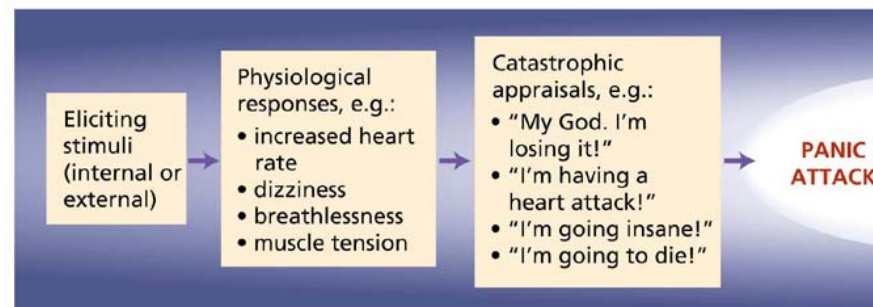 Eliciting
stimuli
(internal or
external)
Physiological
responses, e.g.:
• increased heart
rate
• dizziness
• breathlessness
• muscle tension
Catastrophic
appraisals, e.g.:
• "My God. I'm
losing it!"
• "I'm having a
heart attack!"
• "I'm going insane!"
• "I'm going to die!"
PANIC
ATTACK